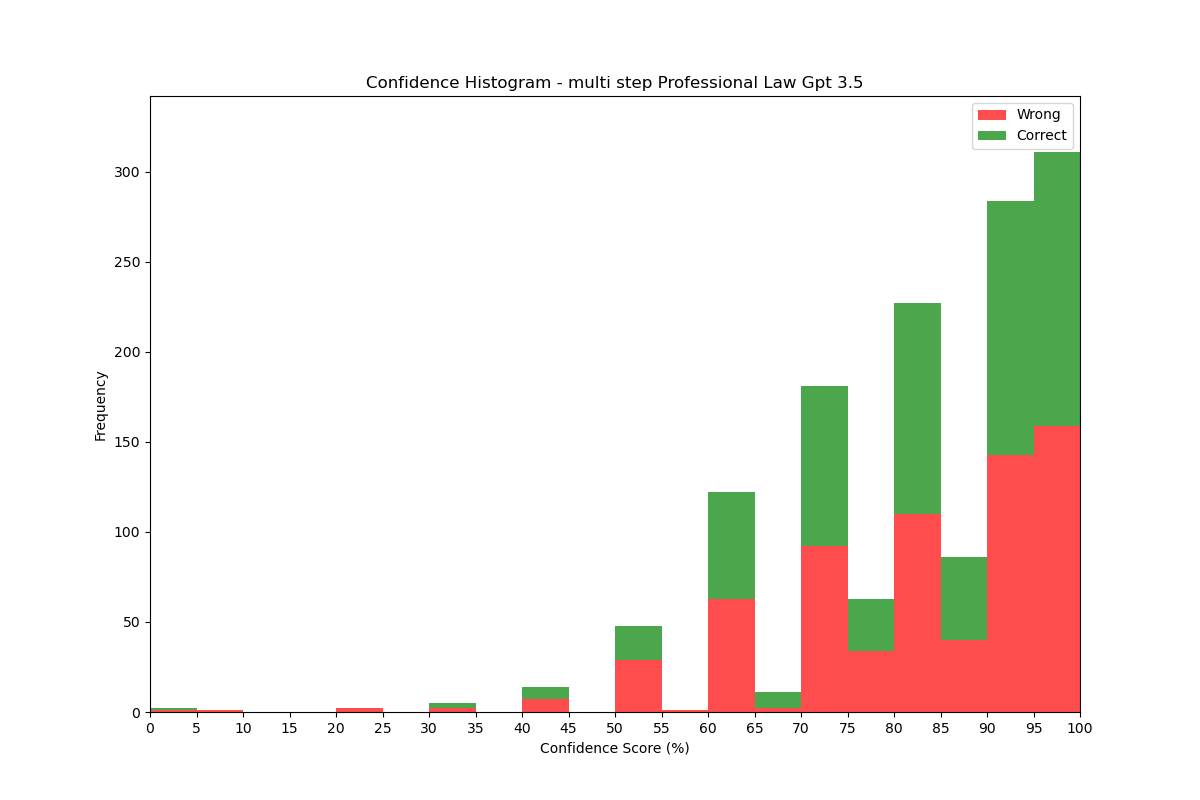 Confidence Histogram - multi step Professional Law Gpt 3.5
Wrong
Correct
300
250
200
150
100
50
0
Frequency
0 5 10 15 20 25 30 35 40 45 50 55 60 65 70 75 80 85 90 95 100
Confidence Score (%)